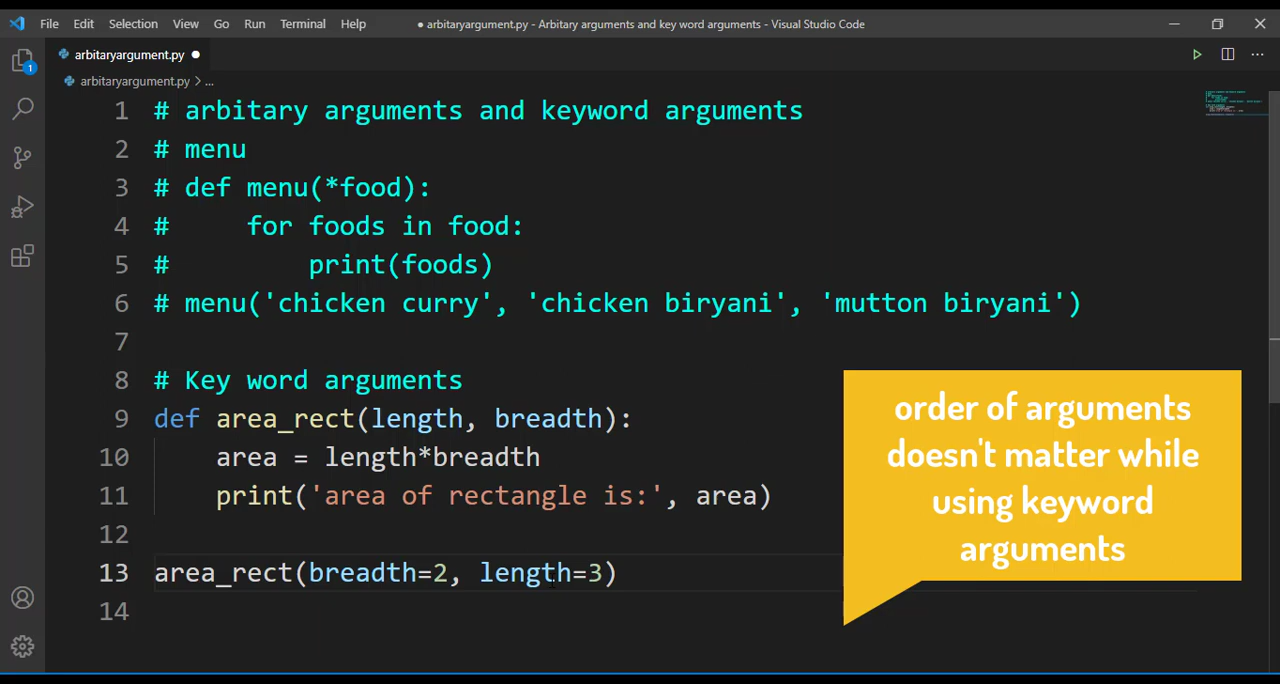 File Edit Selection View Go Run Terminal Help
● arbitaryargument.py - Arbitary arguments and key word arguments - Visual Studio Code
arbitaryargument.py ●
1
arbitaryargument.py > ...
1 # arbitary arguments and keyword arguments
2 # menu
3 # def menu(*food):
4 #     for foods in food:
5 #         print(foods)
6 # menu('chicken curry', 'chicken biryani', 'mutton biryani')
7
8 # Key word arguments
9 def area_rect(length, breadth):
10     area = length*breadth
11     print('area of rectangle is:', area)
12
13 area_rect(breadth=2, length=3)
14
order of arguments
doesn't matter while
using keyword
arguments